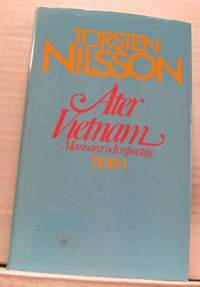 TORSTEN
NILSSON
Åter
Vietnam
Memoarer och reportage
TIDEN